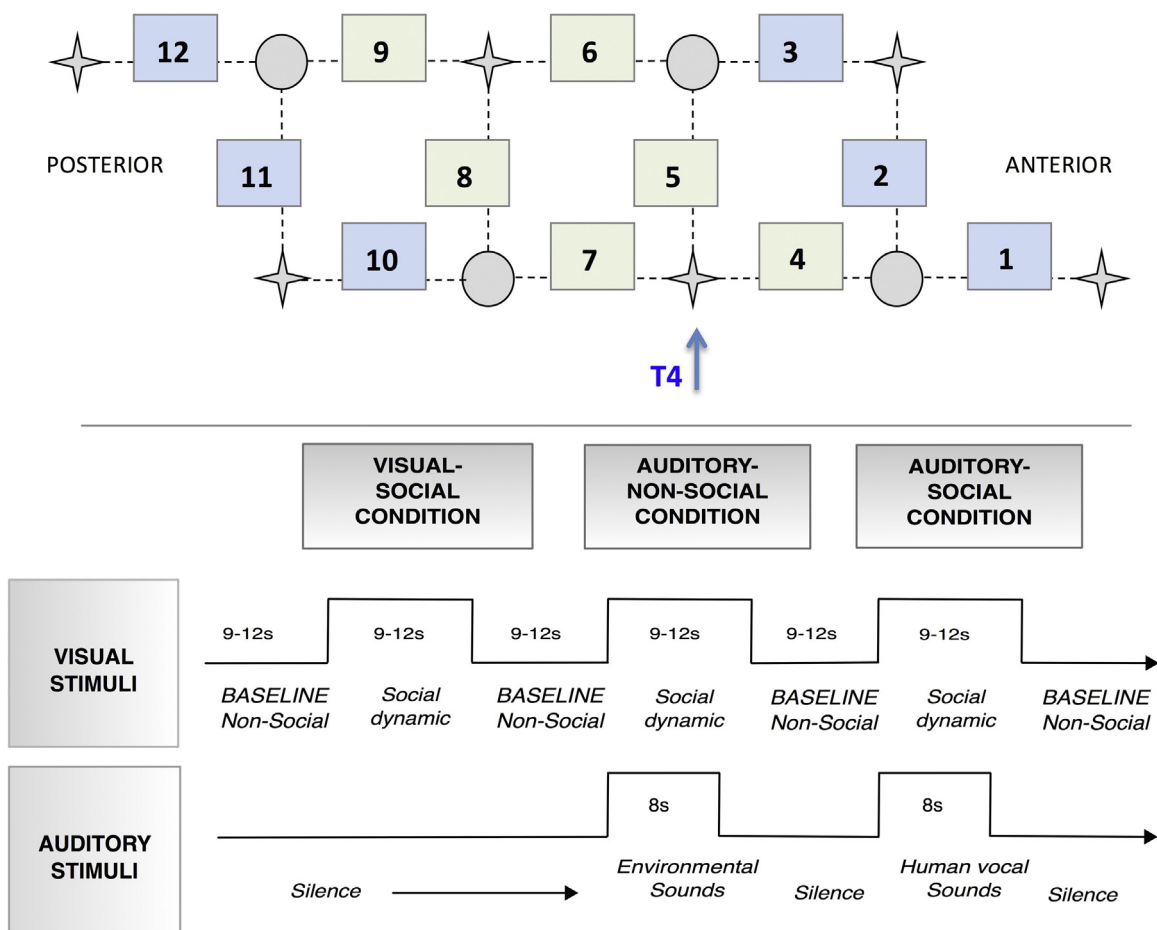 12 9 6 3
POSTERIOR 11 8 5 2 ANTERIOR
10 7 4 1
T4
VISUAL-
SOCIAL
CONDITION
AUDITORY-
NON-SOCIAL
CONDITION
AUDITORY-
SOCIAL
CONDITION
VISUAL
STIMULI
9-12s 9-12s 9-12s 9-12s 9-12s 9-12s
BASELINE
Non-Social
Social
dynamic
BASELINE
Non-Social
Social
dynamic
BASELINE
Non-Social
Social
dynamic
BASELINE
Non-Social
AUDITORY
STIMULI
8s 8s
Silence
Environmental
Sounds
Silence
Human vocal
Sounds
Silence